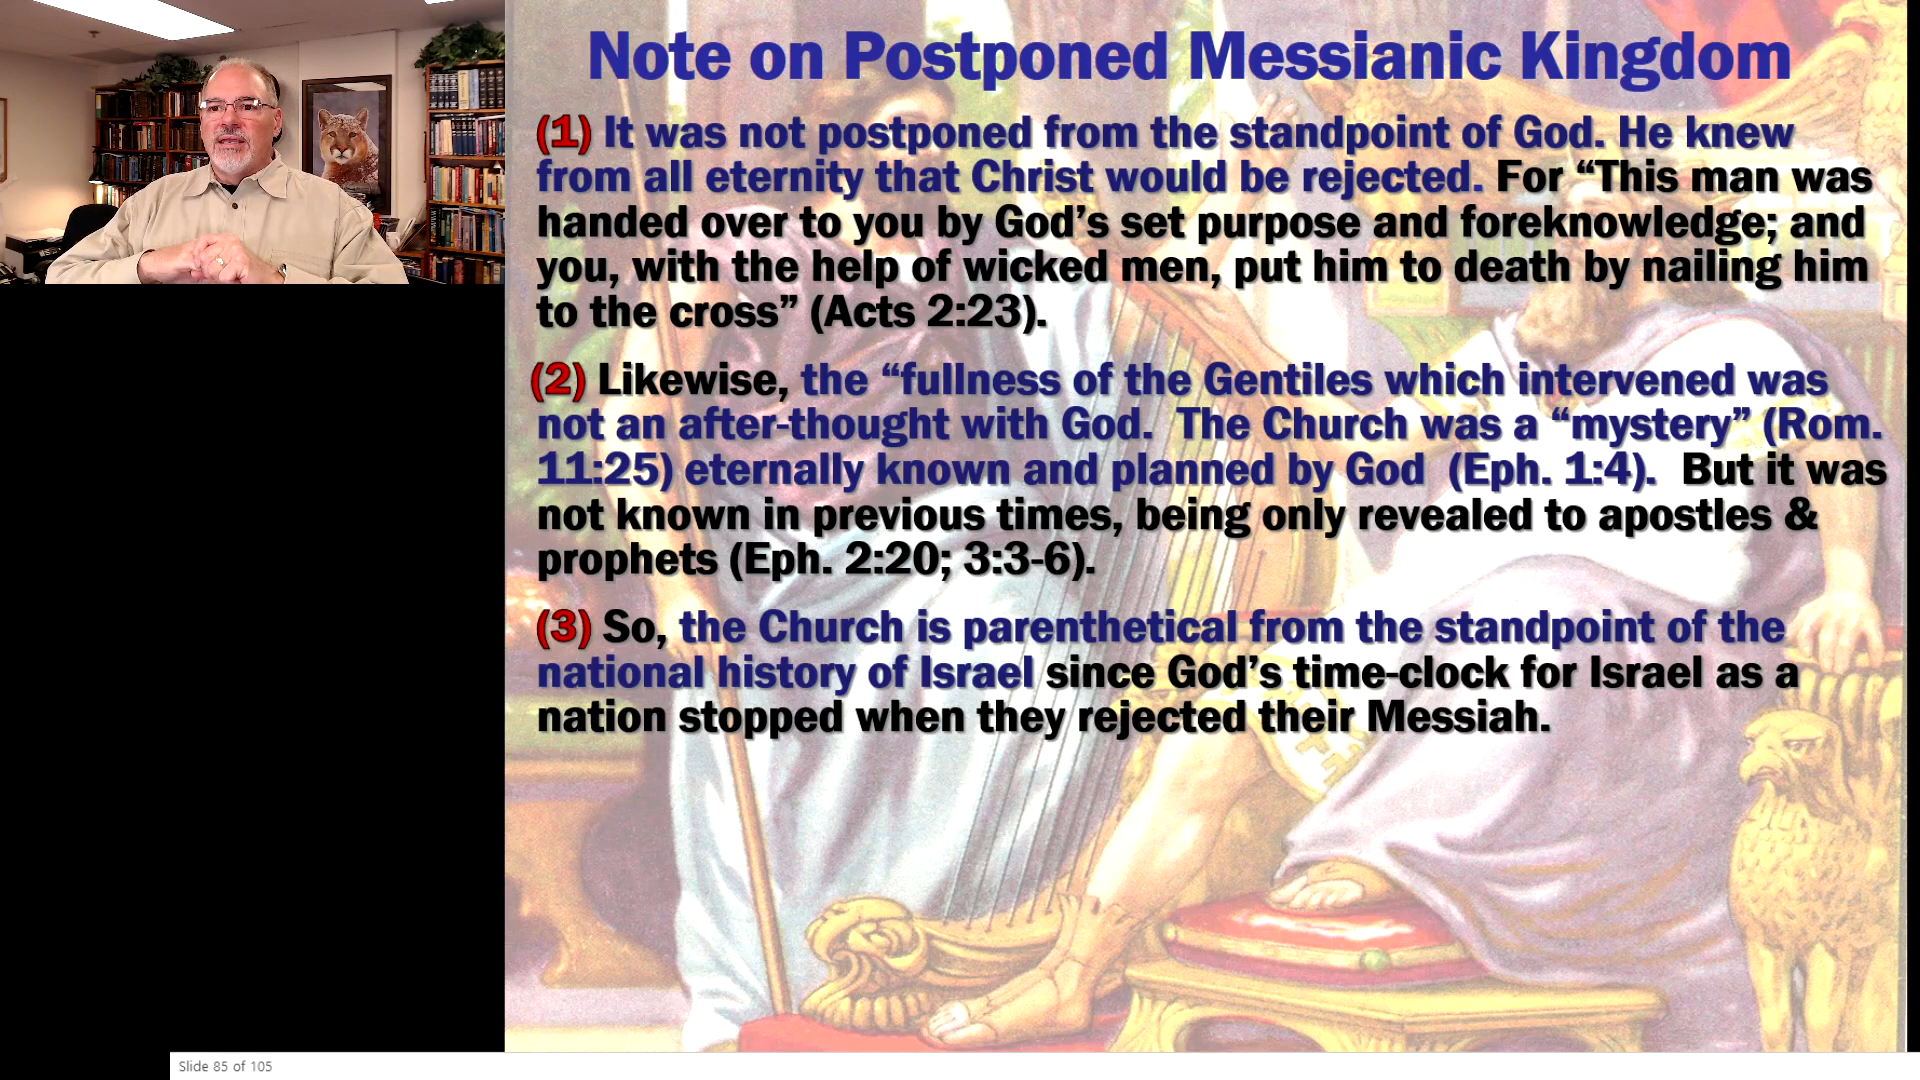 Note on Postponed Messianic Kingdom
(1) It was not postponed from the standpoint of God. He knew
from all eternity that Christ would be rejected. For “This man was
handed over to you by God’s set purpose and foreknowledge; and
you, with the help of wicked men, put him to death by nailing him
to the cross” (Acts 2:23).
(2) Likewise, the “fullness of the Gentiles which intervened was
not an after-thought with God.  The Church was a “mystery” (Rom.
11:25) eternally known and planned by God  (Eph. 1:4).  But it was
not known in previous times, being only revealed to apostles &
prophets (Eph. 2:20; 3:3-6).
(3) So, the Church is parenthetical from the standpoint of the
national history of Israel since God’s time-clock for Israel as a
nation stopped when they rejected their Messiah.
Slide 85 of 105